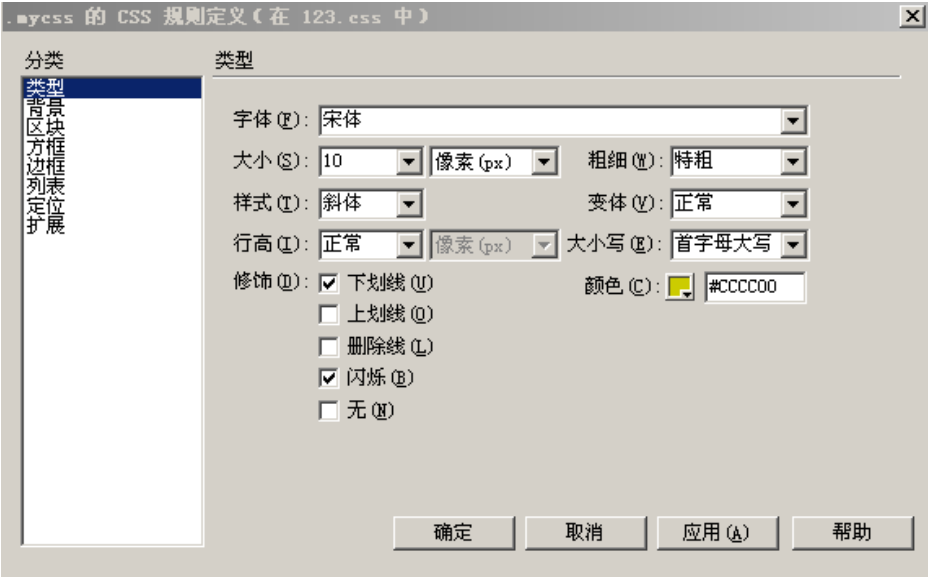 .mycss 的 CSS 规则定义(在 123.css 中)
分类
类型
类型
背景
区块
方框
边框
列表
定位
扩展
字体(F): 宋体
大小(S): 10 像素(px) 粗细(W): 特粗
样式(T): 斜体 变体(V): 正常
行高(I): 正常 像素(px) 大小写(E): 首字母大写
修饰(D): 下划线(U) 颜色(C): #CCCC00
上划线(O)
删除线(L)
闪烁(B)
无(N)
确定 取消 应用(A) 帮助